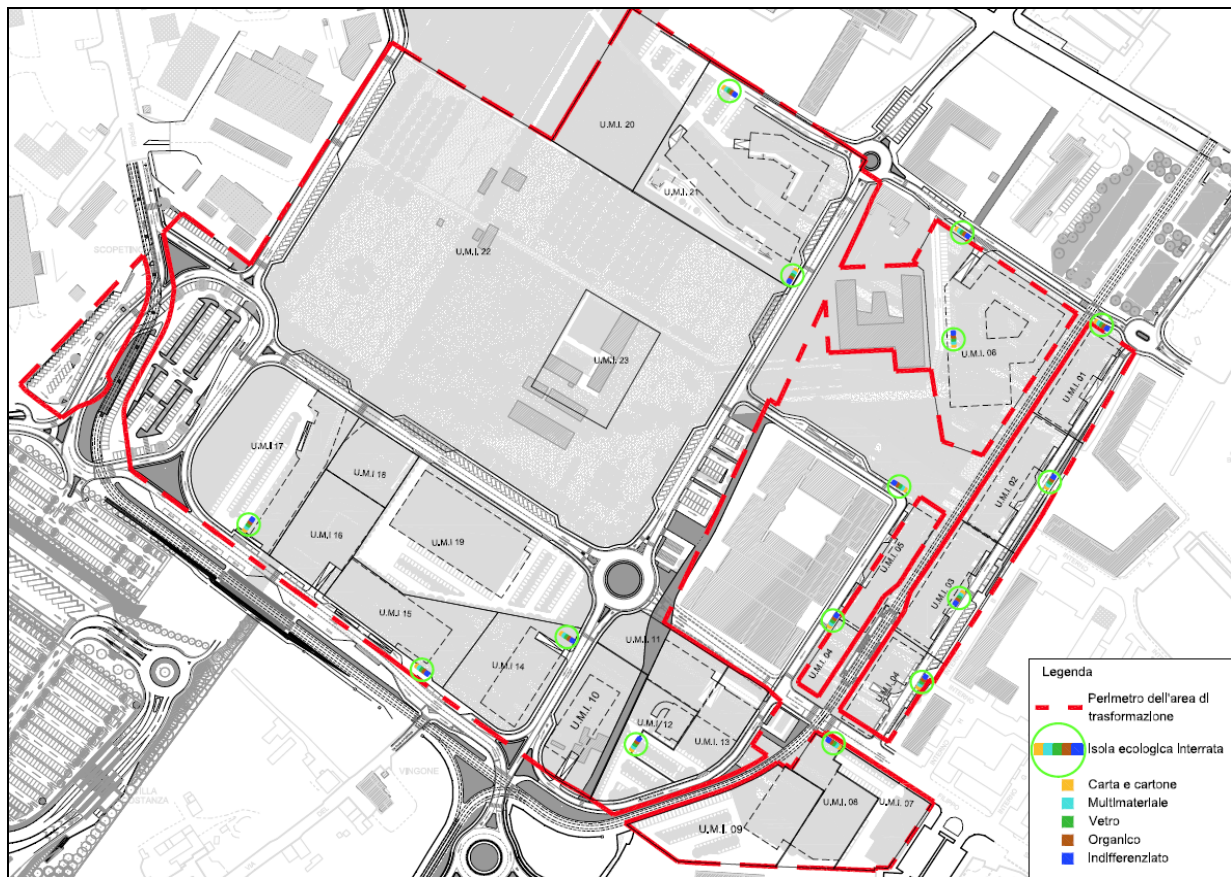 U.M.I. 20
U.M.I. 21
U.M.I. 22
SCOPETINO
U.M.I. 23
U.M.I. 06
U.M.I. 01
U.M.I. 02
U.M.I 17
U.M.I 18
U.M.I 16
U.M.I 19
U.M.I. 05
U.M.I. 03
U.M.I 15
U.M.I 14
U.M.I. 11
U.M.I. 04
U.M.I. 04
U.M.I. 10
U.M.I 12
U.M.I. 13
VINGONE
U.M.I. 08
U.M.I. 07
U.M.I. 09
Legenda
Perimetro dell'area di
trasformazione
Isola ecologica interrata
Carta e cartone
Multimateriale
Vetro
Organico
Indifferenziato